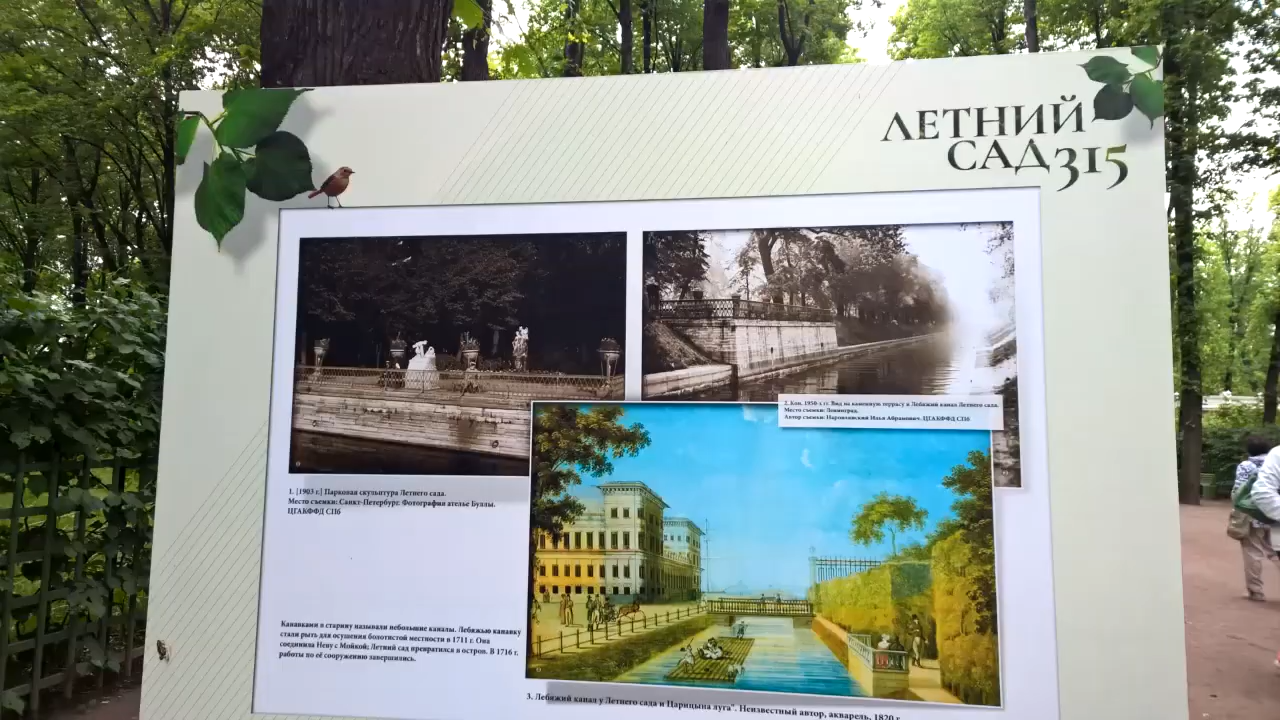 ЛЕТНИЙ
САД315
2. Кон. 1950-х гг. Вид на каменную террасу и Лебяжий канал Летнего сада.
Место съемки: Ленинград.
Автор съемки: Наровлянский Илья Абрамович. ЦГАКФФД СПб
1. [1903 г.] Парковая скульптура Летнего сада.
Место съемки: Санкт-Петербург. Фотография ателье Буллы.
ЦГАКФФД СПб
Канавками в старину называли небольшие каналы. Лебяжью канавку
стали рыть для осушения болотистой местности в 1711 г. Она
соединила Неву с Мойкой; Летний сад превратился в остров. В 1716 г.
работы по её сооружению завершились.
3. Лебяжий канал у Летнего сада и Царицына луга". Неизвестный автор, акварель, 1820 г.